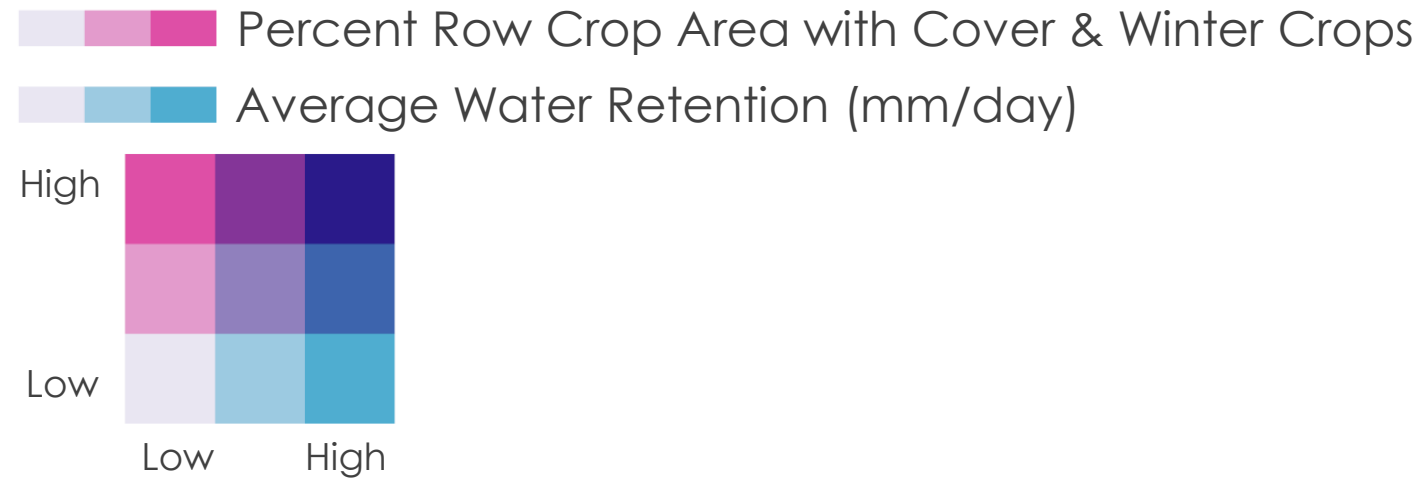 Percent Row Crop Area with Cover & Winter Crops
Average Water Retention (mm/day)
High
Low
Low High